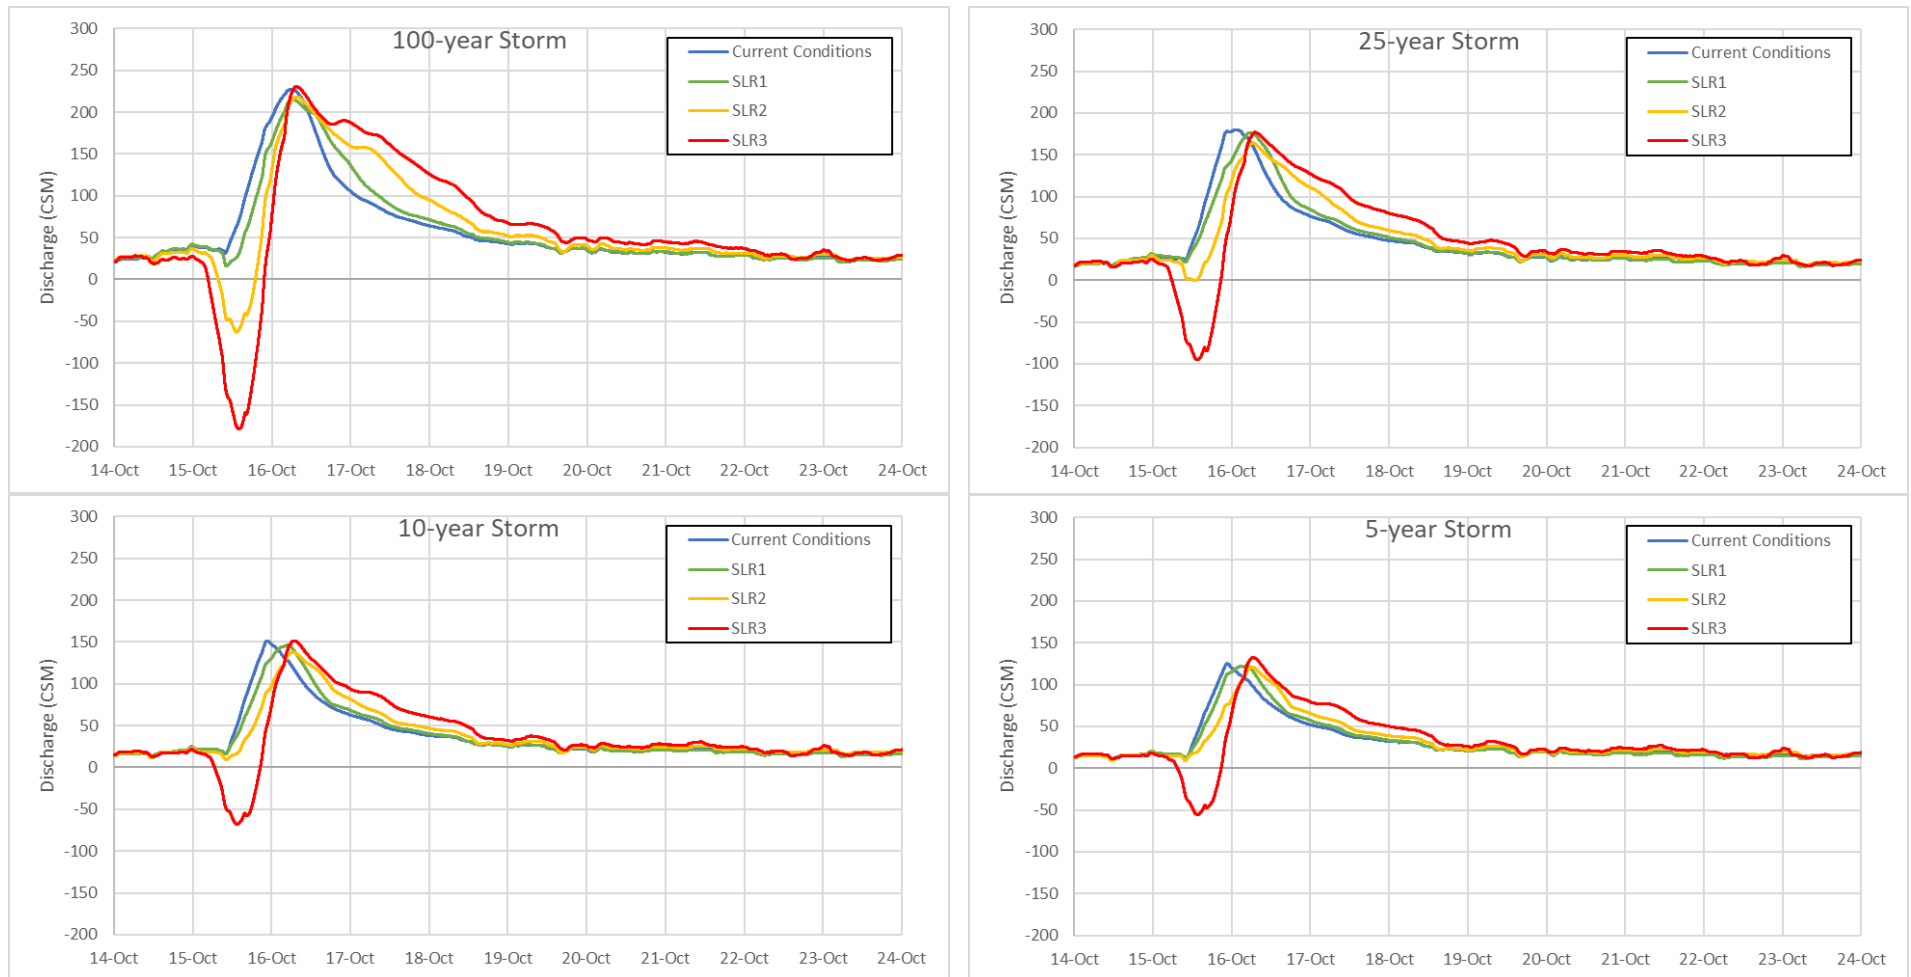 100-year Storm
Current Conditions
SLR1
SLR2
SLR3
Discharge (CSM)
300
250
200
150
100
50
0
-50
-100
-150
-200
14-Oct 15-Oct 16-Oct 17-Oct 18-Oct 19-Oct 20-Oct 21-Oct 22-Oct 23-Oct 24-Oct
25-year Storm
Current Conditions
SLR1
SLR2
SLR3
Discharge (CSM)
300
250
200
150
100
50
0
-50
-100
-150
-200
14-Oct 15-Oct 16-Oct 17-Oct 18-Oct 19-Oct 20-Oct 21-Oct 22-Oct 23-Oct 24-Oct
10-year Storm
Current Conditions
SLR1
SLR2
SLR3
Discharge (CSM)
300
250
200
150
100
50
0
-50
-100
-150
-200
14-Oct 15-Oct 16-Oct 17-Oct 18-Oct 19-Oct 20-Oct 21-Oct 22-Oct 23-Oct 24-Oct
5-year Storm
Current Conditions
SLR1
SLR2
SLR3
Discharge (CSM)
300
250
200
150
100
50
0
-50
-100
-150
-200
14-Oct 15-Oct 16-Oct 17-Oct 18-Oct 19-Oct 20-Oct 21-Oct 22-Oct 23-Oct 24-Oct